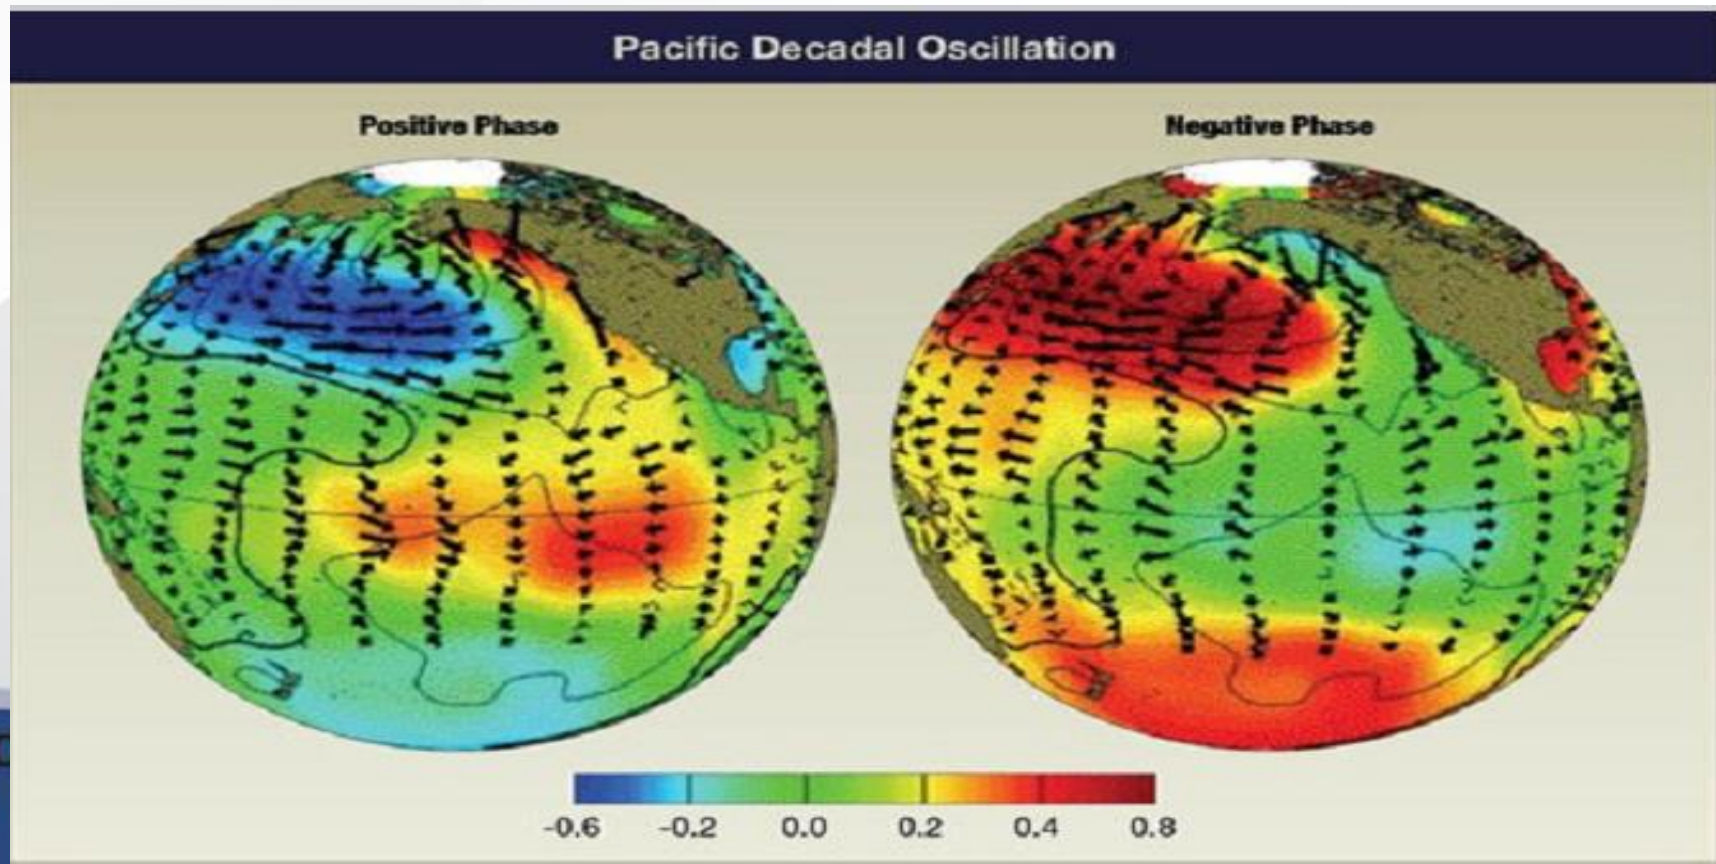 Pacific Decadal Oscillation
Positive Phase
Negative Phase
-0.6 -0.2 0.0 0.2 0.4 0.8